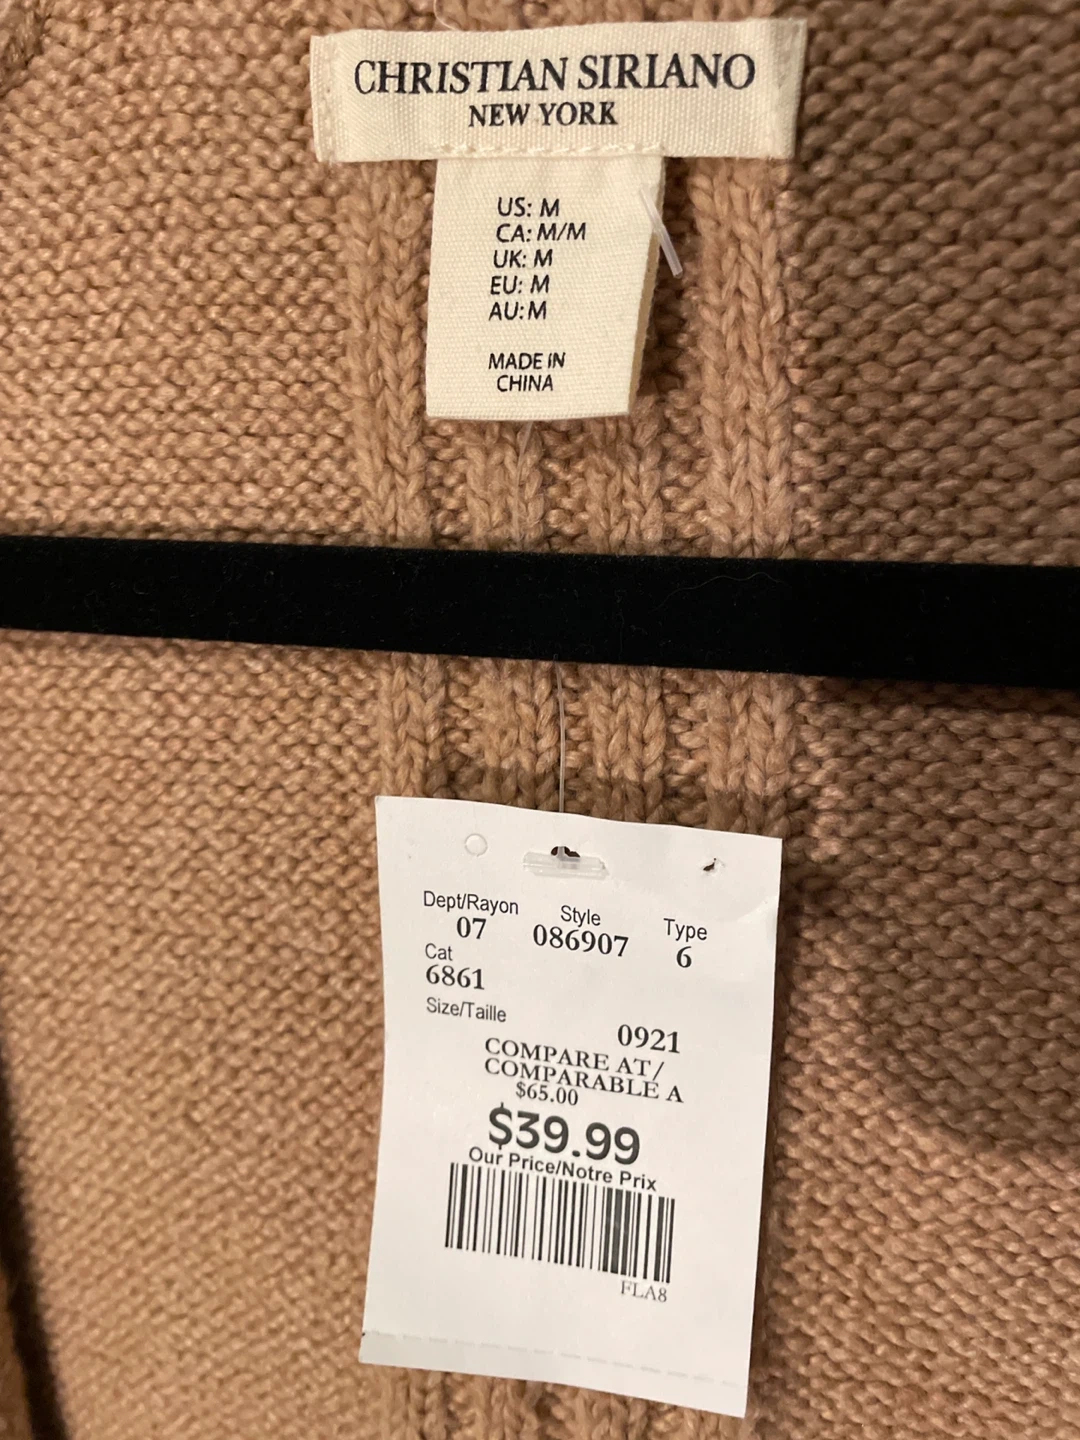 CHRISTIAN SIRIANO
NEW YORK
US: M
CA: M/M
UK: M
EU: M
AU: M
MADE IN
CHINA
Dept/Rayon Style Type
07 086907 6
Cat
6861
Size/Taille
0921
COMPARE AT/
COMPARABLE A
$65.00
$39.99
Our Price/Notre Prix
FLA8